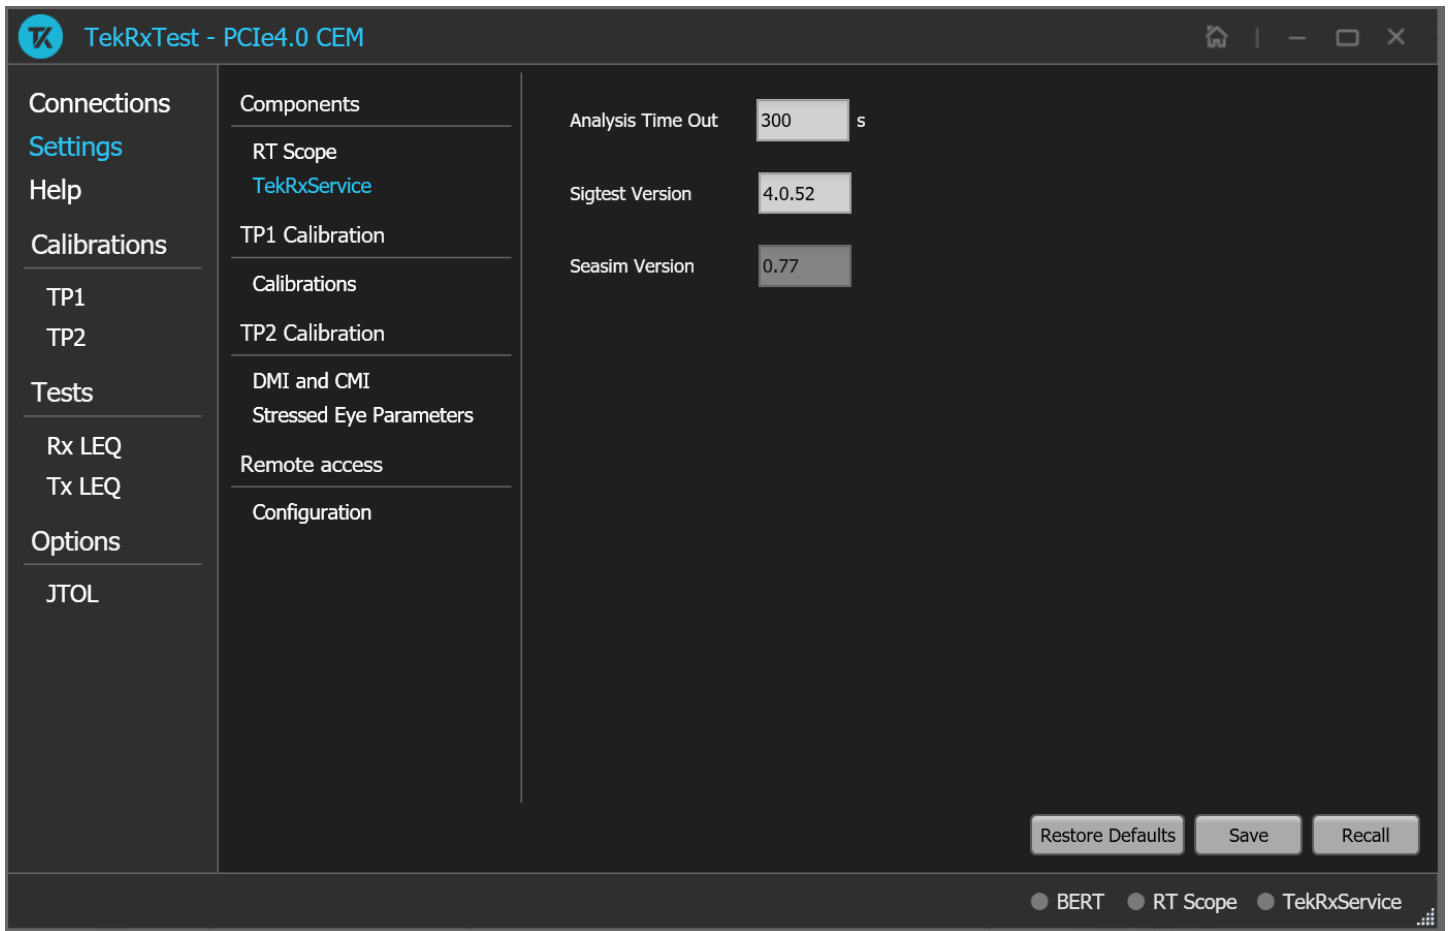 TekRxTest - PCIe4.0 CEM
Connections
Settings
Help
Calibrations
TP1
TP2
Tests
Rx LEQ
Tx LEQ
Options
JTOL
Components
RT Scope
TekRxService
TP1 Calibration
Calibrations
TP2 Calibration
DMI and CMI
Stressed Eye Parameters
Remote access
Configuration
Analysis Time Out 300 s
Sigtest Version 4.0.52
Seasim Version 0.77
Restore Defaults Save Recall
BERT RT Scope TekRxService